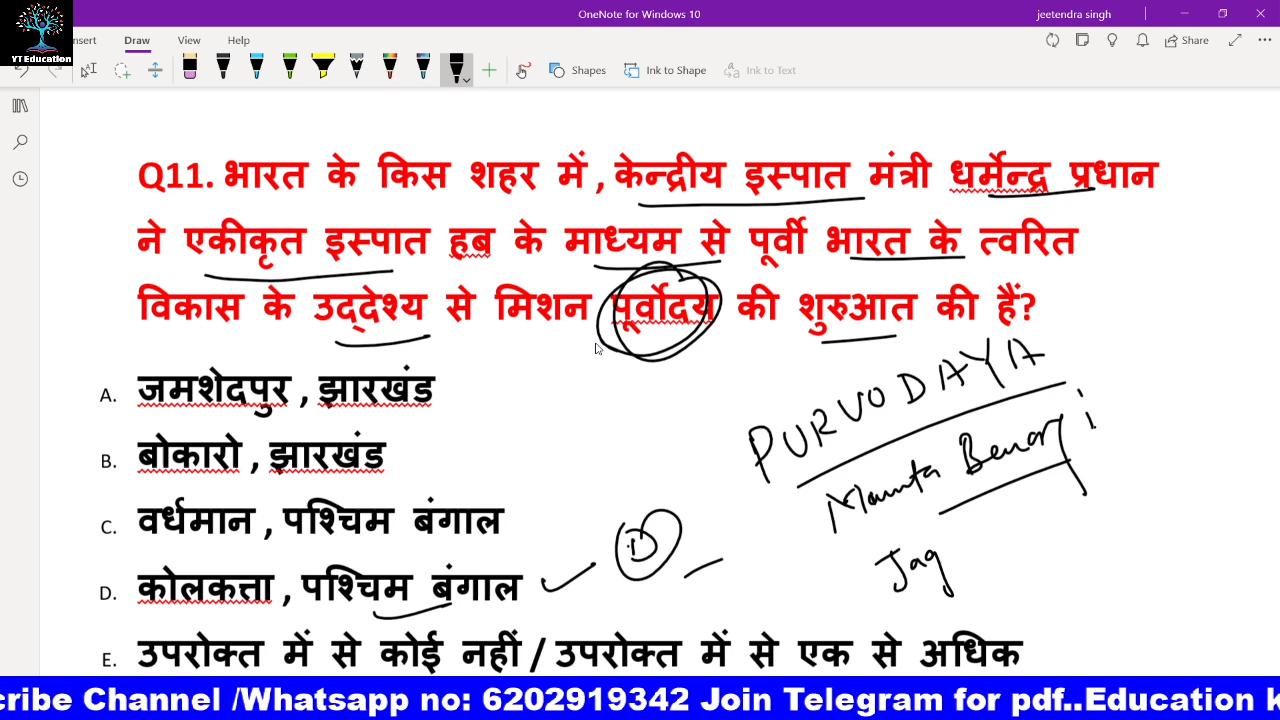 OneNote for Windows 10
jeetendra singh
YT Education
nsert Draw View Help
Share
Shapes Ink to Shape Ink to Text
Q11. भारत के किस शहर में , केन्द्रीय इस्पात मंत्री धर्मेन्द्र प्रधान
ने एकीकृत इस्पात हब के माध्यम से पूर्वी भारत के त्वरित
विकास के उद्देश्य से मिशन पूर्वोदय की शुरुआत की हैं?
A. जमशेदपुर , झारखंड
B. बोकारो , झारखंड
C. वर्धमान , पश्चिम बंगाल
D. कोलकत्ता , पश्चिम बंगाल
E. उपरोक्त में से कोई नहीं / उपरोक्त में से एक से अधिक
PURVODAYA
Mamta Benarji
D
Jag
cribe Channel /Whatsapp no: 6202919342 Join Telegram for pdf..Education k